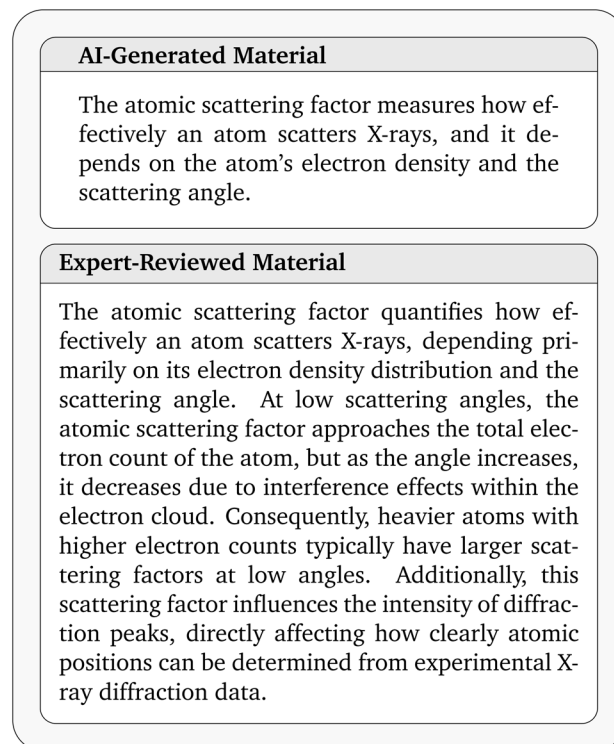 AI-Generated Material
The atomic scattering factor measures how ef-
fectively an atom scatters X-rays, and it de-
pends on the atom's electron density and the
scattering angle.
Expert-Reviewed Material
The atomic scattering factor quantifies how ef-
fectively an atom scatters X-rays, depending pri-
marily on its electron density distribution and the
scattering angle. At low scattering angles, the
atomic scattering factor approaches the total elec-
tron count of the atom, but as the angle increases,
it decreases due to interference effects within the
electron cloud. Consequently, heavier atoms with
higher electron counts typically have larger scat-
tering factors at low angles. Additionally, this
scattering factor influences the intensity of diffrac-
tion peaks, directly affecting how clearly atomic
positions can be determined from experimental X-
ray diffraction data.